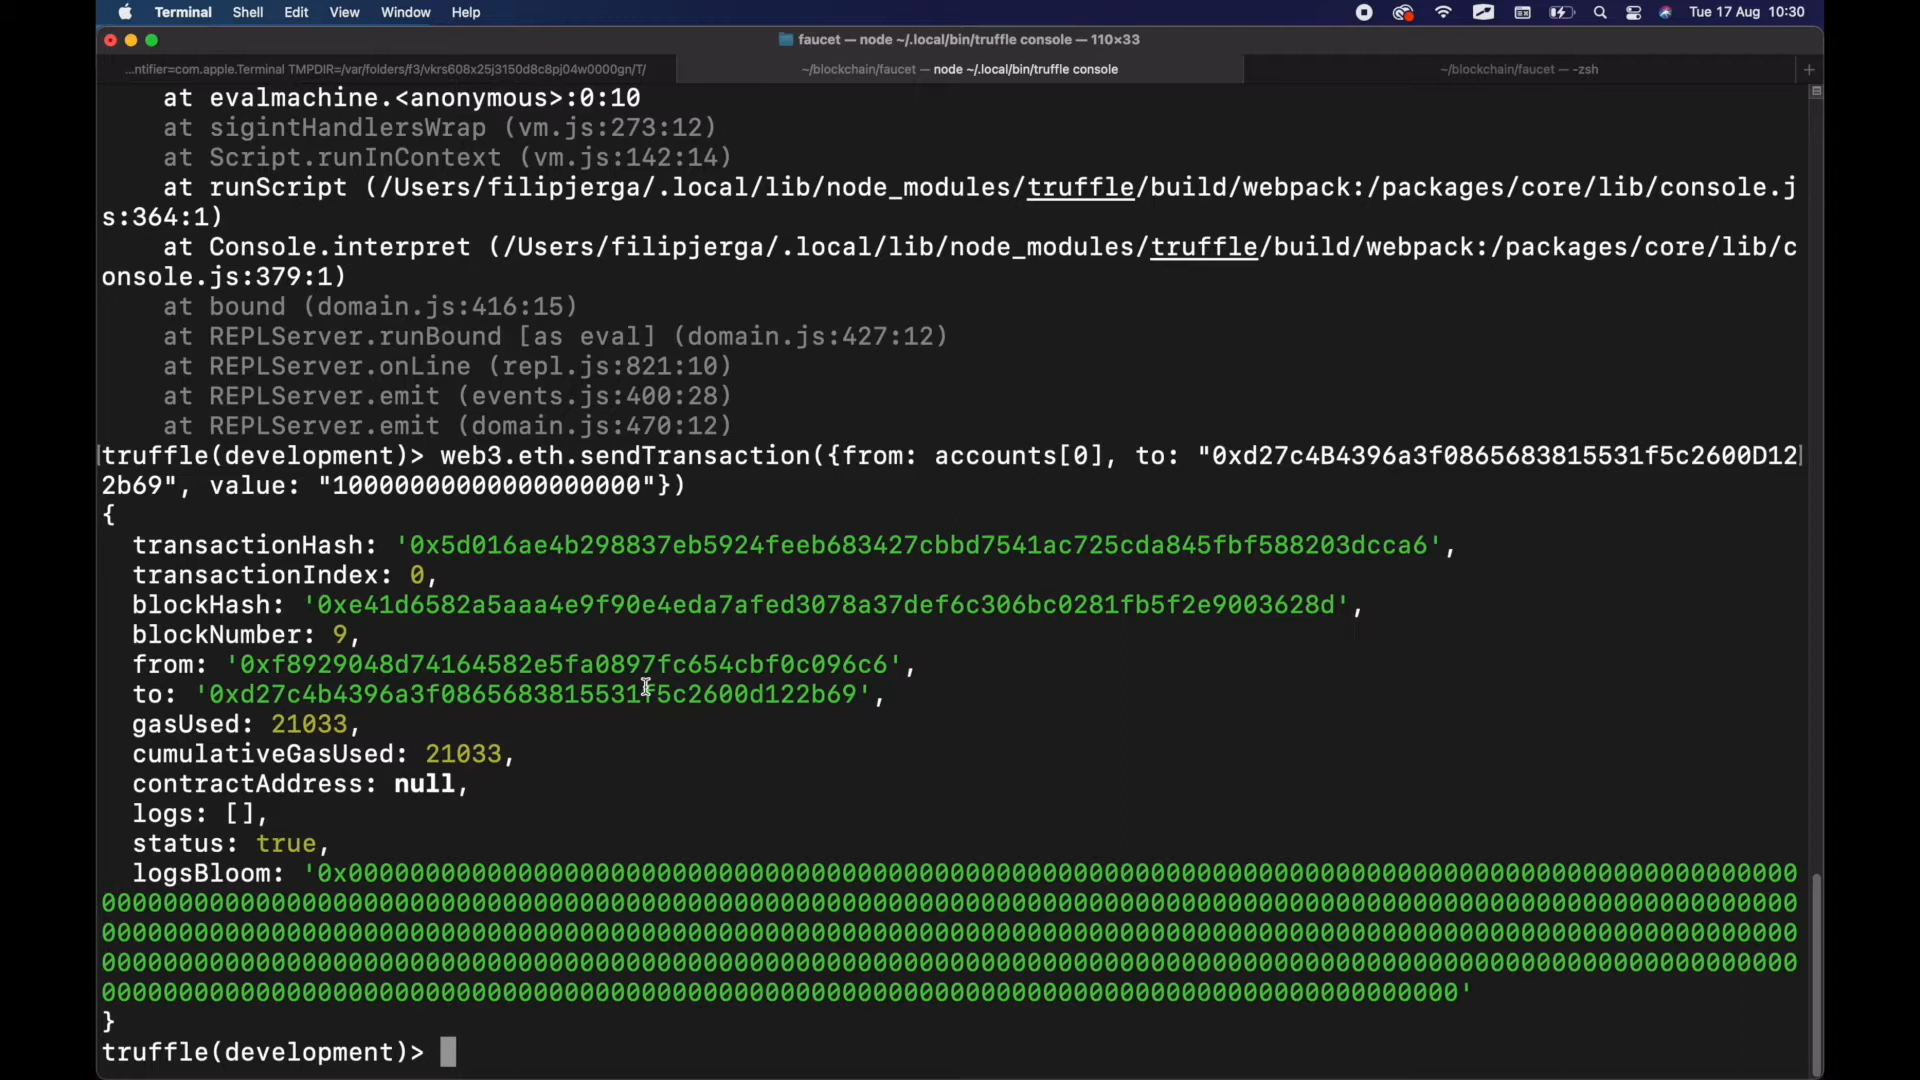 Terminal Shell Edit View Window Help Tue 17 Aug 10:30
faucet — node ~/.local/bin/truffle console — 110×33
...ntifier=com.apple.Terminal TMPDIR=/var/folders/f3/vkrs608x25j3150d8c8pj04w0000gn/T/ ~/blockchain/faucet — node ~/.local/bin/truffle console ~/blockchain/faucet — -zsh
at evalmachine.<anonymous>:0:10
at sigintHandlersWrap (vm.js:273:12)
at Script.runInContext (vm.js:142:14)
at runScript (/Users/filipjerga/.local/lib/node_modules/truffle/build/webpack:/packages/core/lib/console.j
s:364:1)
at Console.interpret (/Users/filipjerga/.local/lib/node_modules/truffle/build/webpack:/packages/core/lib/c
onsole.js:379:1)
at bound (domain.js:416:15)
at REPLServer.runBound [as eval] (domain.js:427:12)
at REPLServer.onLine (repl.js:821:10)
at REPLServer.emit (events.js:400:28)
at REPLServer.emit (domain.js:470:12)
truffle(development)> web3.eth.sendTransaction({from: accounts[0], to: "0xd27c4B4396a3f0865683815531f5c2600D12
2b69", value: "10000000000000000000"})
{
transactionHash: '0x5d016ae4b298837eb5924feeb683427cbbd7541ac725cda845fbf588203dcca6',
transactionIndex: 0,
blockHash: '0xe41d6582a5aaa4e9f90e4eda7afed3078a37def6c306bc0281fb5f2e9003628d',
blockNumber: 9,
from: '0xf8929048d74164582e5fa0897fc654cbf0c096c6',
to: '0xd27c4b4396a3f0865683815531f5c2600d122b69',
gasUsed: 21033,
cumulativeGasUsed: 21033,
contractAddress: null,
logs: [],
status: true,
logsBloom: '0x00000000000000000000000000000000000000000000000000000000000000000000000000000000000000000000000
00000000000000000000000000000000000000000000000000000000000000000000000000000000000000000000000000000000000000
00000000000000000000000000000000000000000000000000000000000000000000000000000000000000000000000000000000000000
00000000000000000000000000000000000000000000000000000000000000000000000000000000000000000000000000000000000000
0000000000000000000000000000000000000000000000000000000000000000000000000000000000000000'
}
truffle(development)>